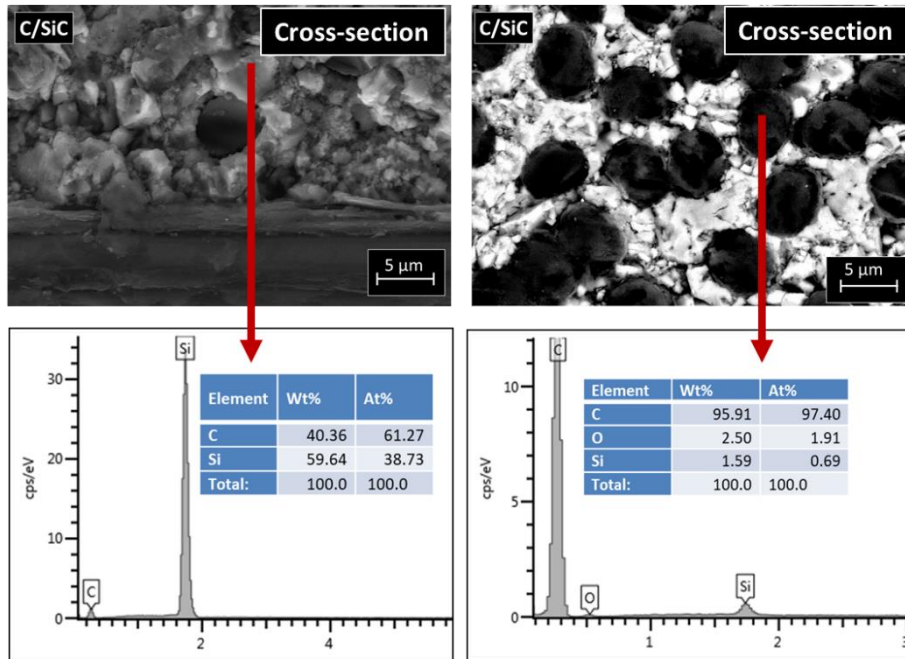 C/SiC
Cross-section
5 µm
C/SiC
Cross-section
5 µm
cps/eV
30
20
10
0
2
4
Si
C
Element Wt% At%
C 40.36 61.27
Si 59.64 38.73
Total: 100.0 100.0
cps/eV
10
5
0
1
2
3
C
O
Si
Element Wt% At%
C 95.91 97.40
O 2.50 1.91
Si 1.59 0.69
Total: 100.0 100.0